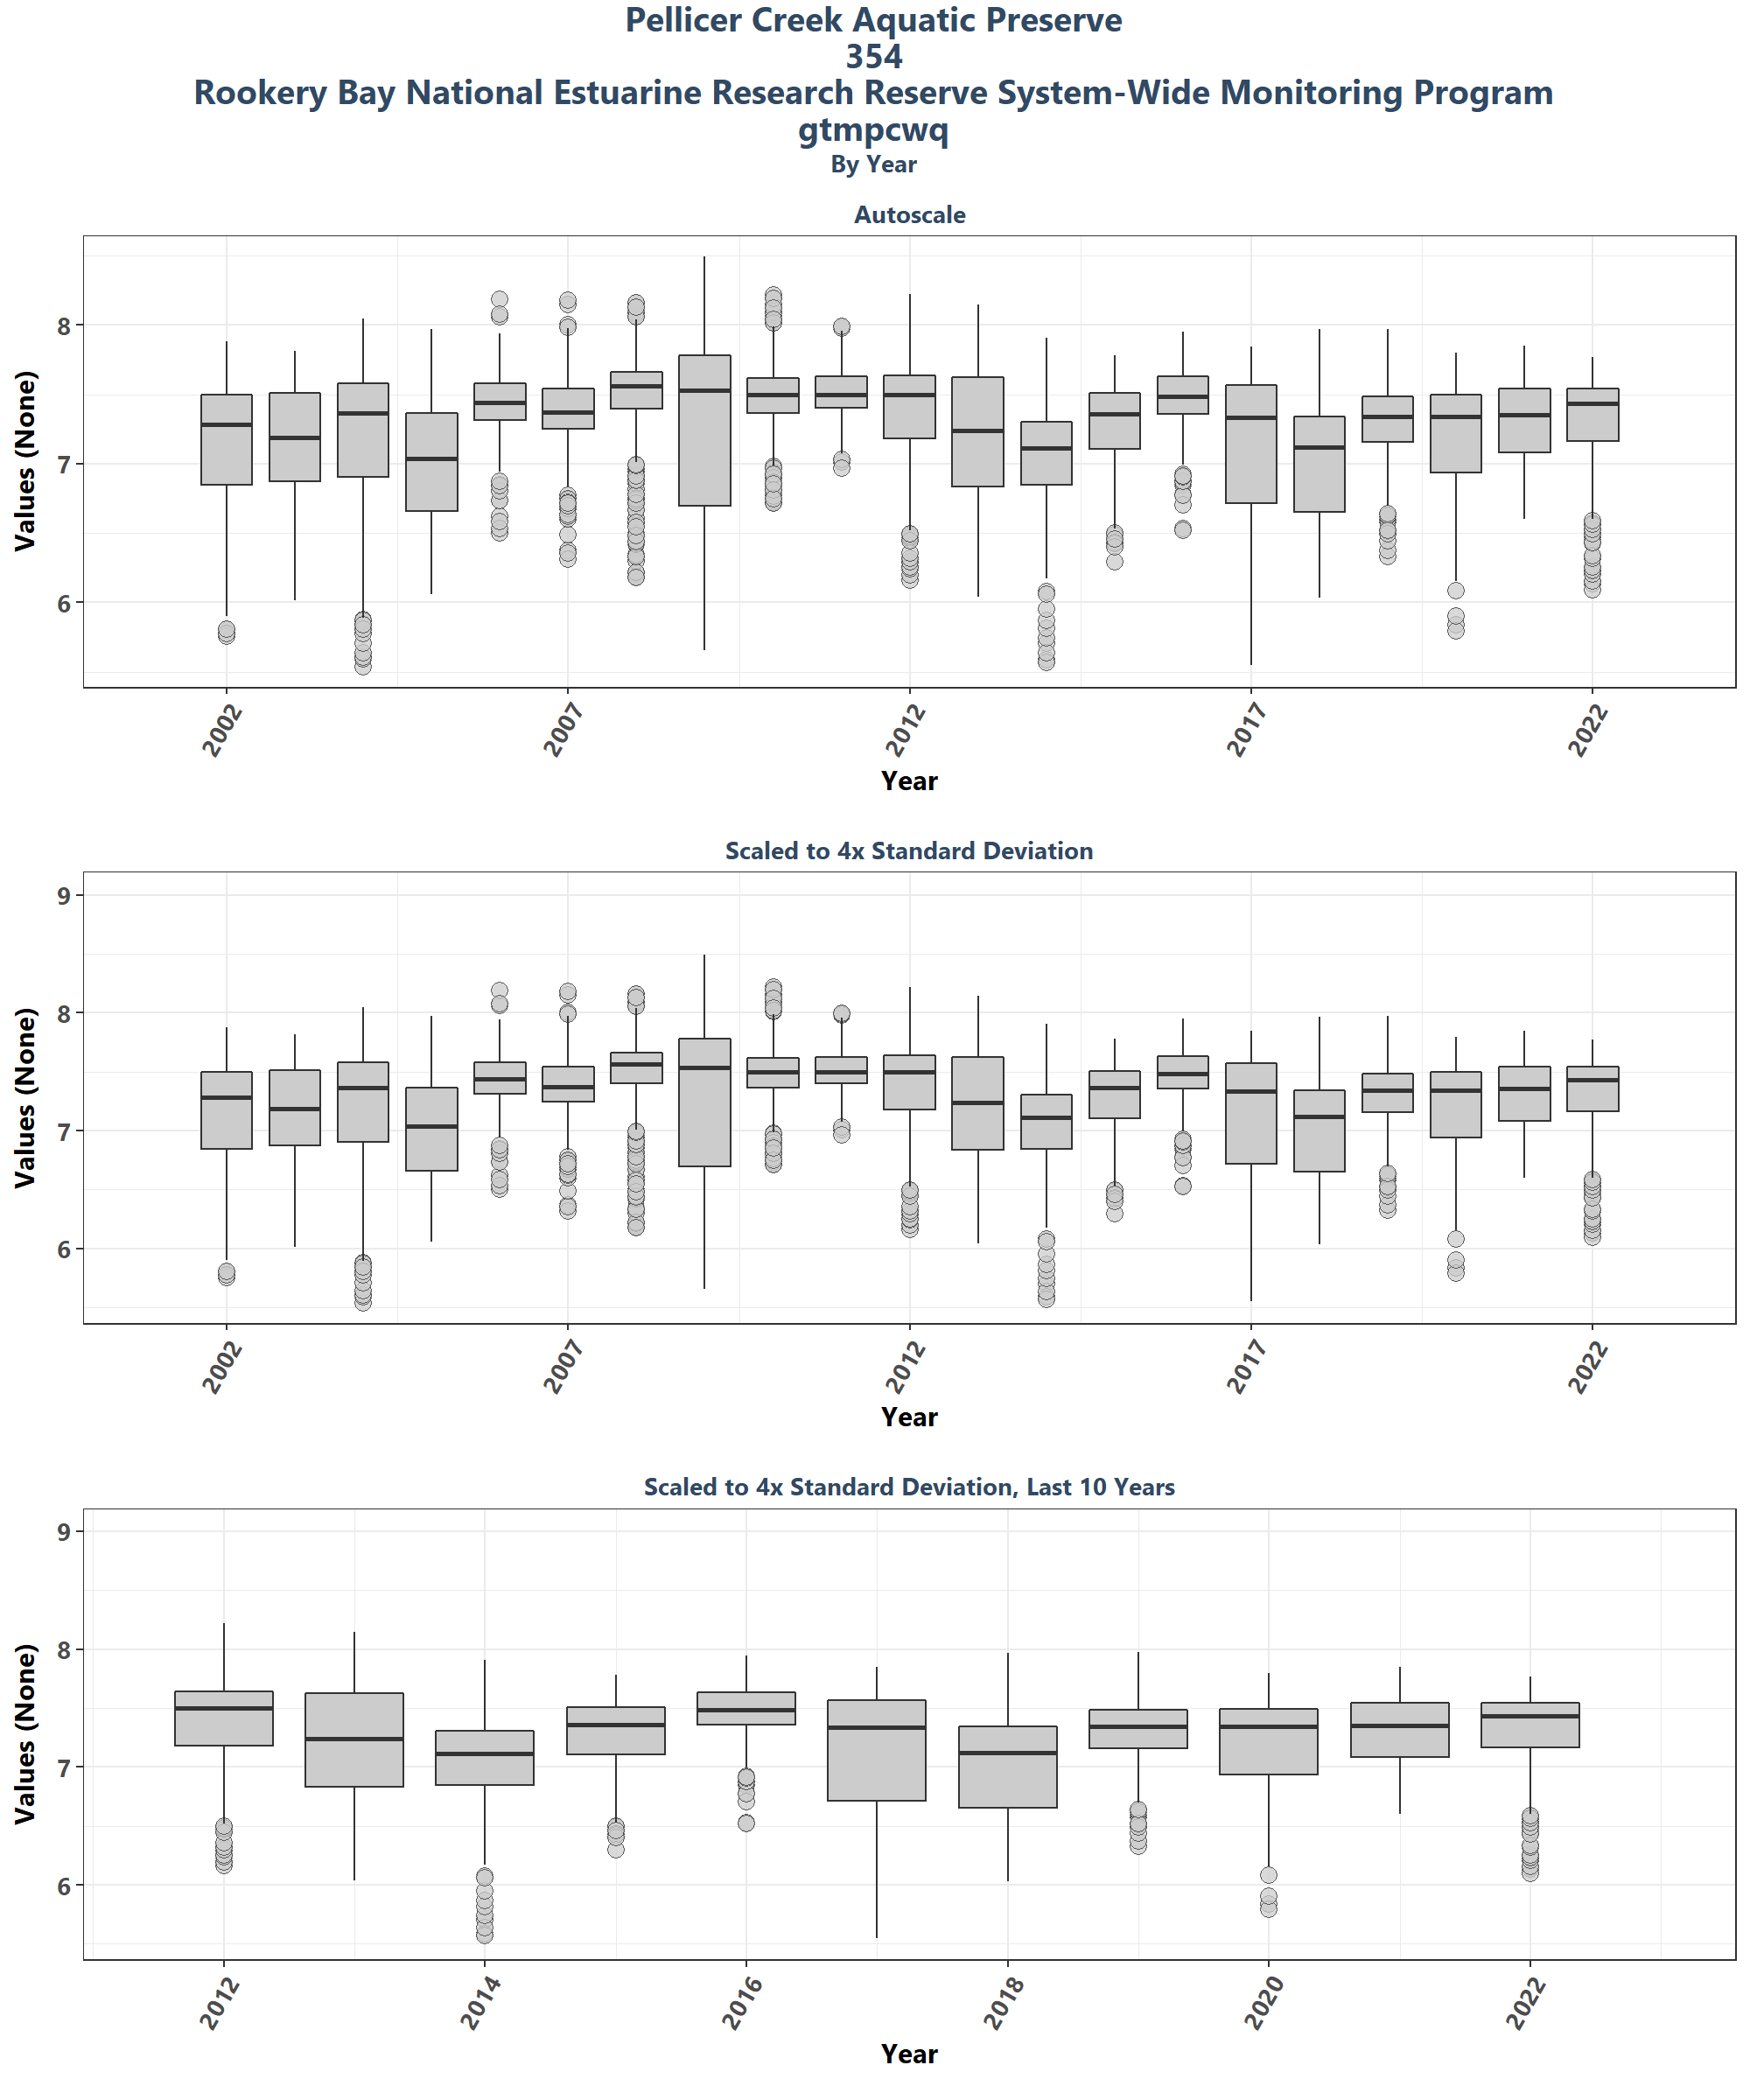 Pellicer Creek Aquatic Preserve
354
Rookery Bay National Estuarine Research Reserve System-Wide Monitoring Program
gtmpcwq
By Year
Autoscale
Values (None)
8
7
6
2002 2007 2012 2017 2022
Year
Scaled to 4x Standard Deviation
Values (None)
9
8
7
6
2002 2007 2012 2017 2022
Year
Scaled to 4x Standard Deviation, Last 10 Years
Values (None)
9
8
7
6
2012 2014 2016 2018 2020 2022
Year